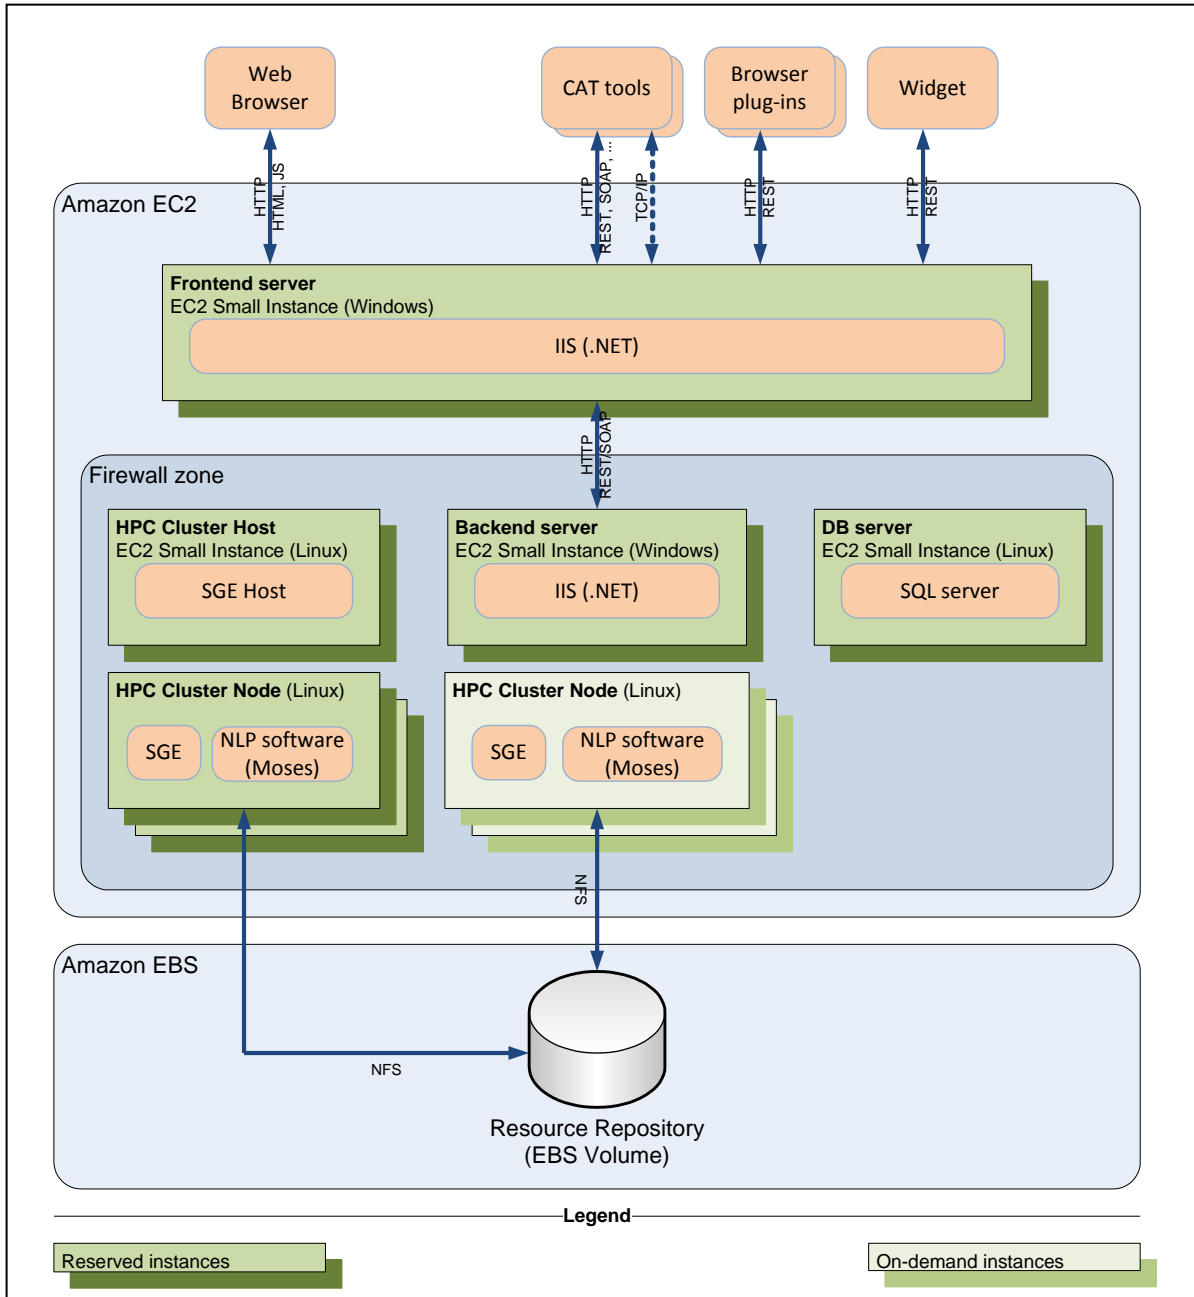 Web
Browser
CAT tools
Browser
plug-ins
Widget
HTTP
HTML, JS
HTTP
REST, SOAP, ...
TCP/IP
HTTP
REST
HTTP
REST
Amazon EC2
Frontend server
EC2 Small Instance (Windows)
IIS (.NET)
HTTP
REST/SOAP
Firewall zone
HPC Cluster Host
EC2 Small Instance (Linux)
SGE Host
Backend server
EC2 Small Instance (Windows)
IIS (.NET)
DB server
EC2 Small Instance (Linux)
SQL server
HPC Cluster Node (Linux)
SGE
NLP software
(Moses)
HPC Cluster Node (Linux)
SGE
NLP software
(Moses)
NFS
Amazon EBS
NFS
Resource Repository
(EBS Volume)
Legend
Reserved instances
On-demand instances